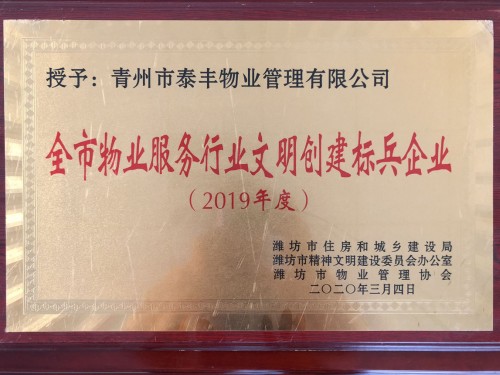 授予：青州市泰丰物业管理有限公司
全市物业服务行业文明创建标兵企业
（2019年度）
潍坊市住房和城乡建设局
潍坊市精神文明建设委员会办公室
潍坊市物业管理协会
二〇二〇年三月四日